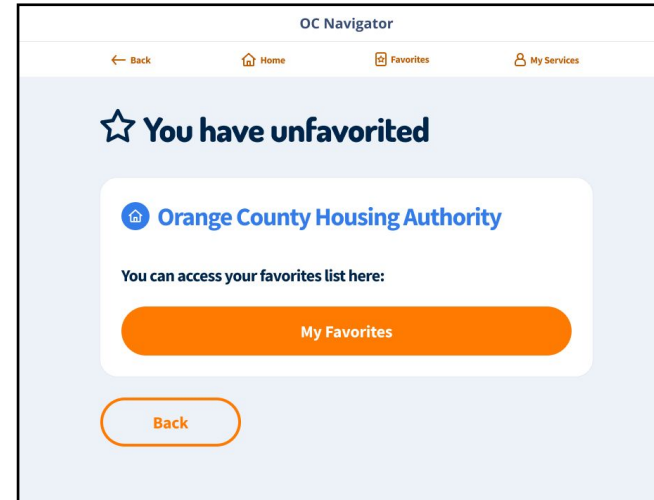 OC Navigator
Back Home Favorites My Services
You have unfavorited
Orange County Housing Authority
You can access your favorites list here:
My Favorites
Back